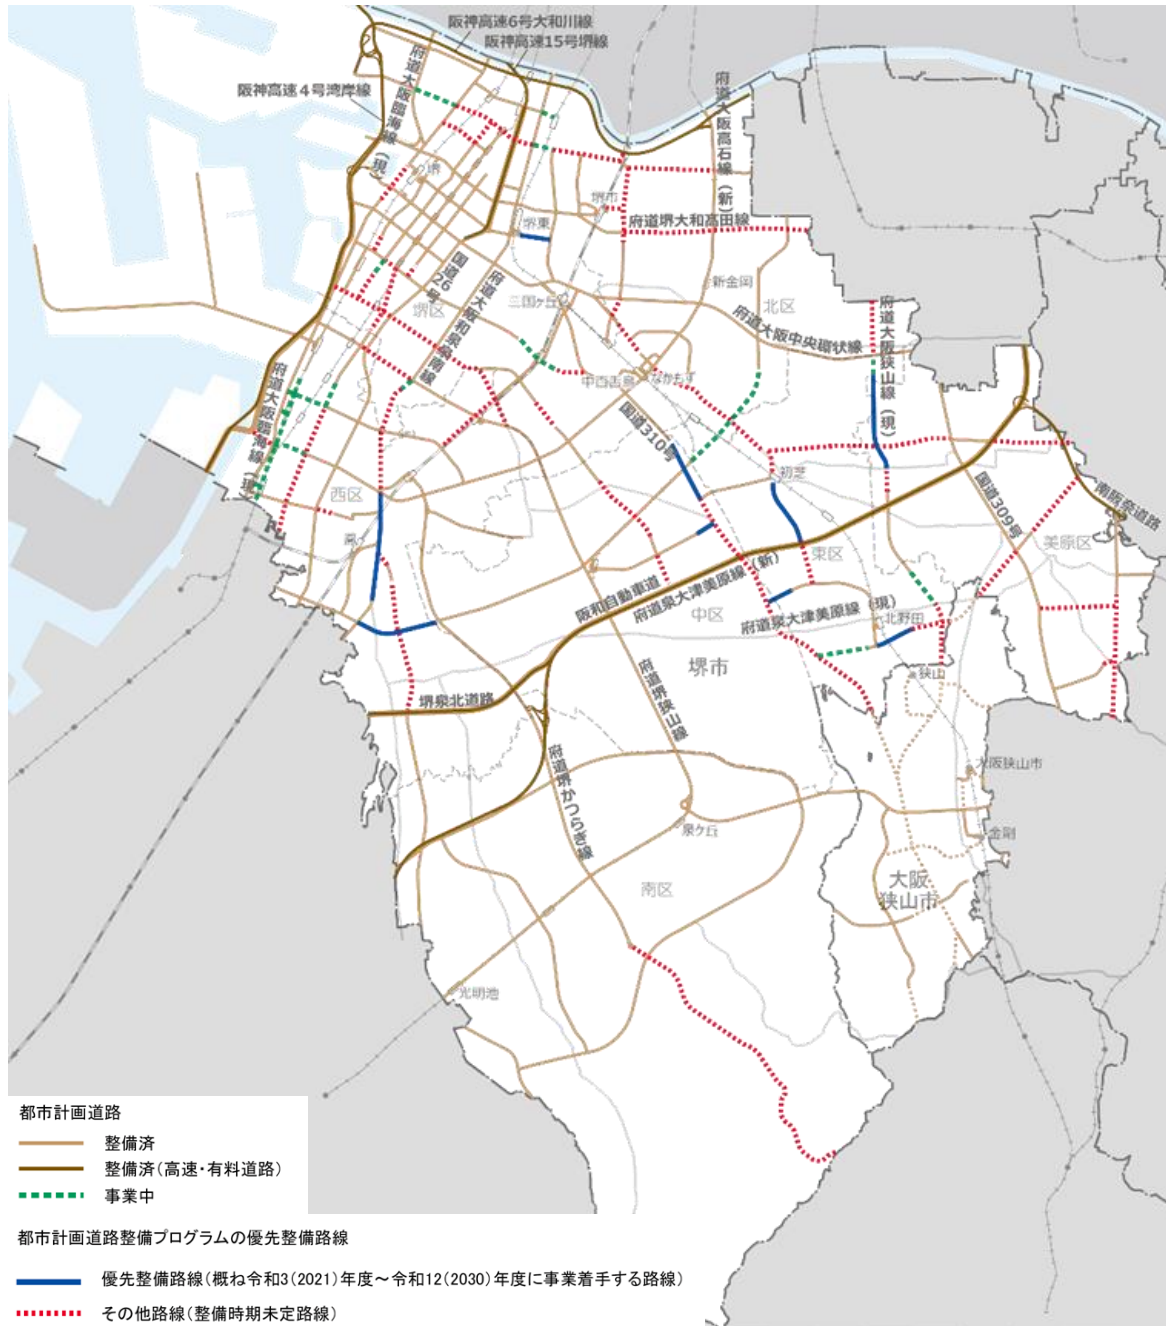 阪神高速6号大和川線
阪神高速15号堺線
阪神高速4号湾岸線
府道大阪臨海線（現）
府道大阪高石線（新）
堺
堺市
堺東
府道堺大和高田線
国道26号
府道大阪和泉泉南線
新金岡
三国ヶ丘
堺区
北区
府道大阪中央環状線
府道大阪狭山線（現）
中百舌鳥
なかもず
府道大阪臨海線（現）
国道310号
初芝
西区
国道309号
南阪奈道路
鳳
東区
美原区
阪和自動車道
府道泉大津美原線（新）
中区
府道泉大津美原線（現）
北野田
堺市
狭山
堺泉北道路
府道堺狭山線
府道堺かつらぎ線
大阪狭山市
泉ケ丘
金剛
南区
大阪
狭山市
光明池
都市計画道路
整備済
整備済（高速・有料道路）
事業中
都市計画道路整備プログラムの優先整備路線
優先整備路線（概ね令和3(2021)年度～令和12(2030)年度に事業着手する路線）
その他路線（整備時期未定路線）